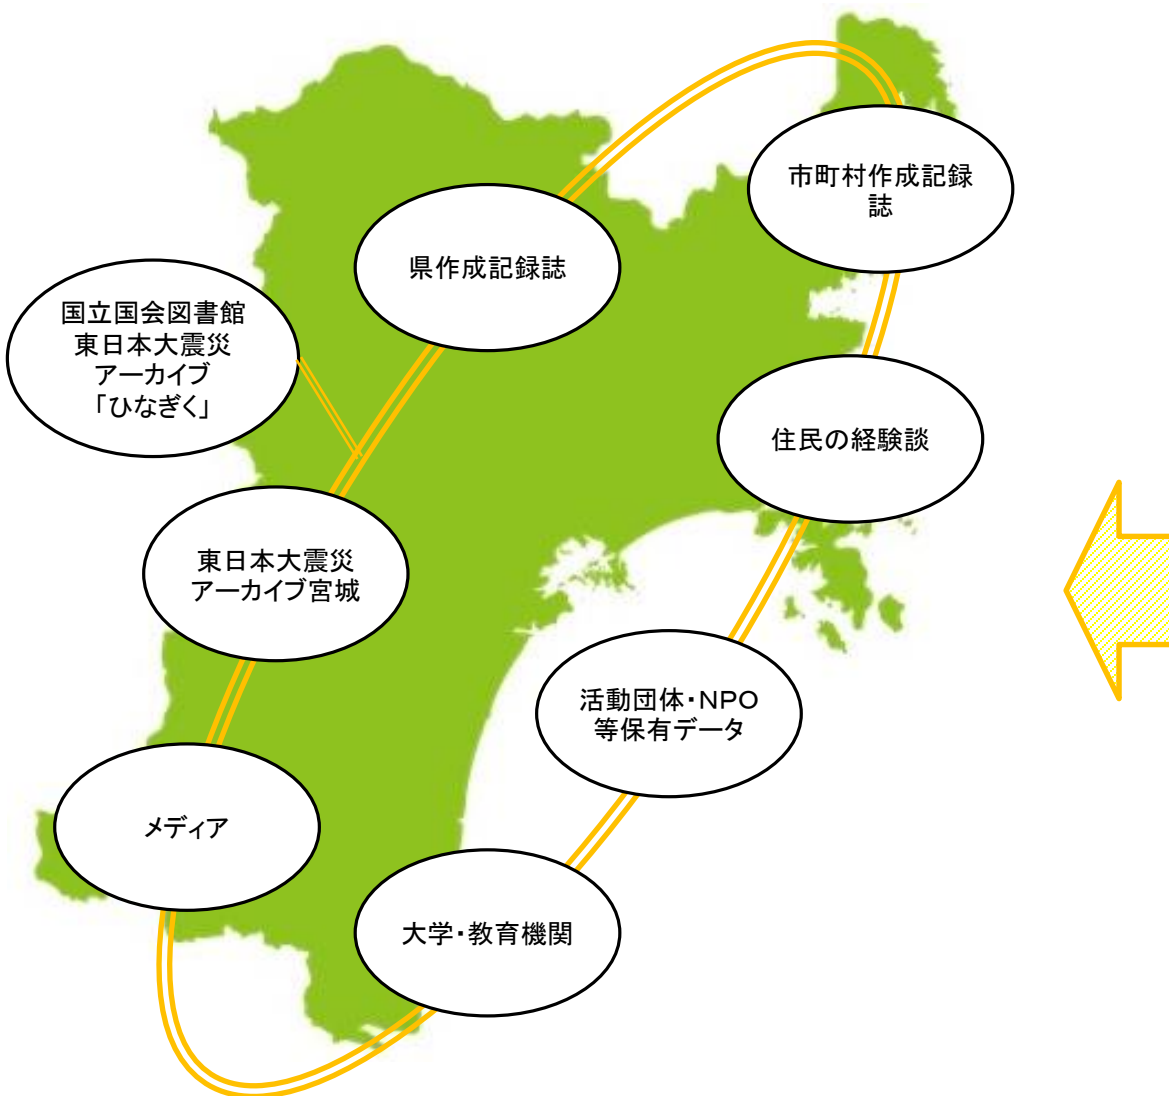 市町村作成記録
誌
県作成記録誌
国立国会図書館
東日本大震災
アーカイブ
「ひなぎく」
住民の経験談
東日本大震災
アーカイブ宮城
活動団体・NPO
等保有データ
メディア
大学・教育機関